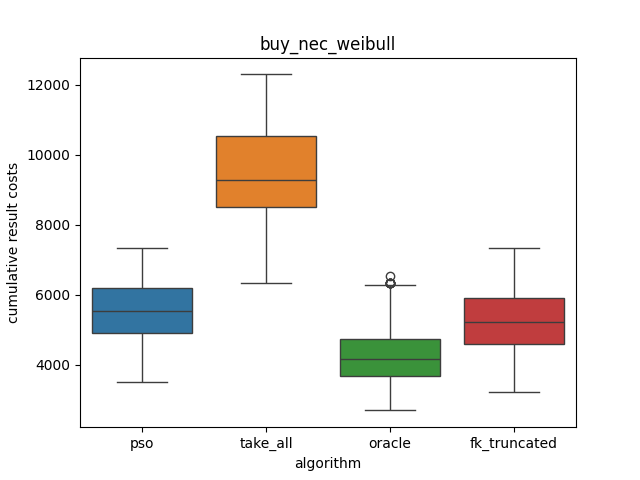 buy_nec_weibull
cumulative result costs
12000
10000
8000
6000
4000
pso
take_all
oracle
fk_truncated
algorithm